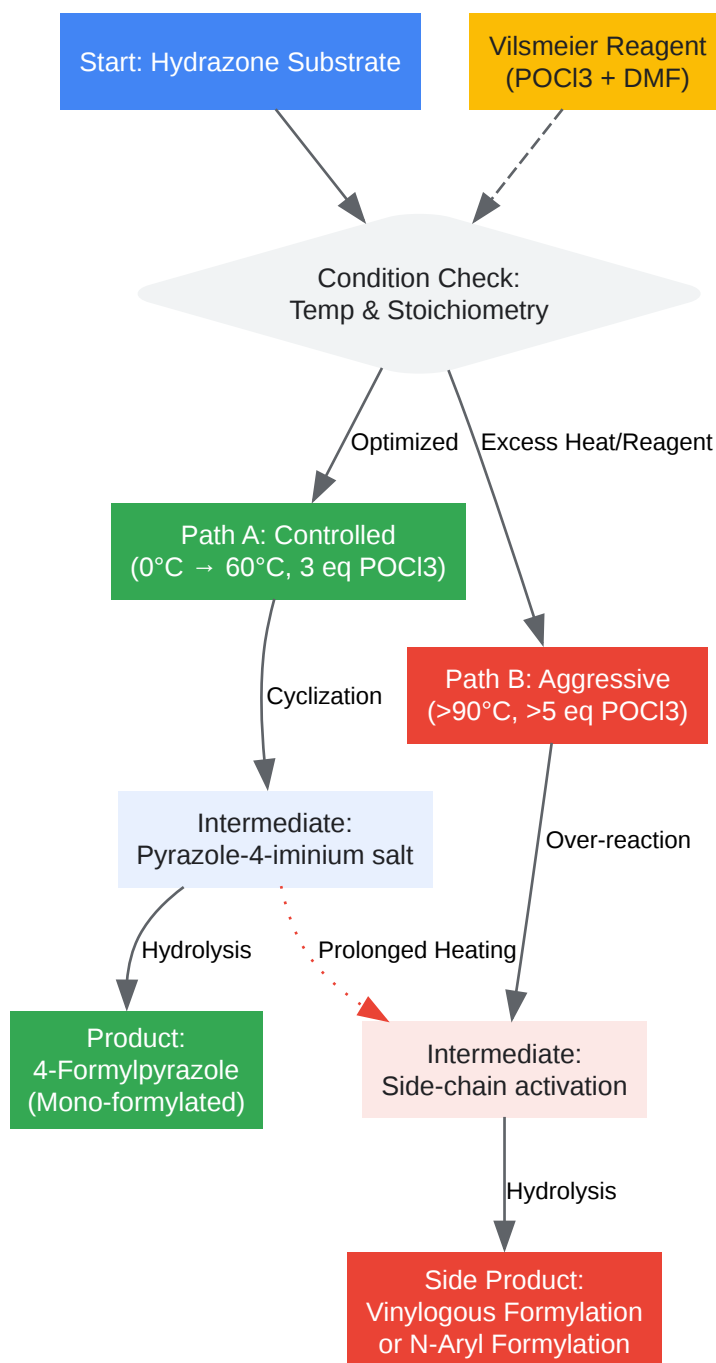 Start: Hydrazone Substrate
Vilsmeier Reagent
(POCl3 + DMF)
Condition Check:
Temp & Stoichiometry
Optimized
Excess Heat/Reagent
Path A: Controlled
(0°C → 60°C, 3 eq POCl3)
Path B: Aggressive
(>90°C, >5 eq POCl3)
Cyclization
Intermediate:
Pyrazole-4-iminium salt
Over-reaction
Hydrolysis
Prolonged Heating
Product:
4-Formylpyrazole
(Mono-formylated)
Intermediate:
Side-chain activation
Hydrolysis
Side Product:
Vinylogous Formylation
or N-Aryl Formylation